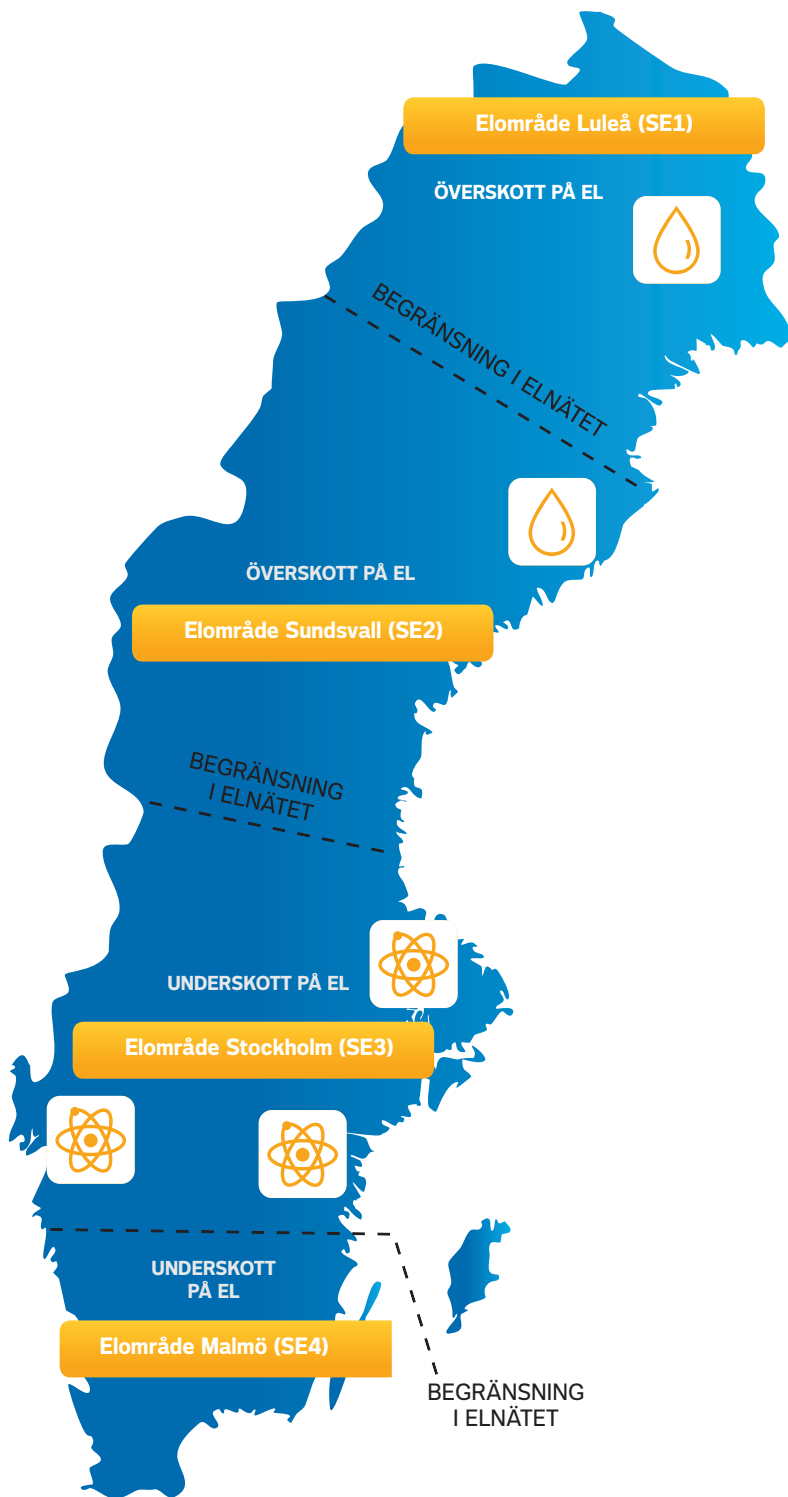 Elområde Luleå (SE1)
ÖVERSKOTT PÅ EL
BEGRÄNSNING I ELNÄTET
ÖVERSKOTT PÅ EL
Elområde Sundsvall (SE2)
BEGRÄNSNING
I ELNÄTET
UNDERSKOTT PÅ EL
Elområde Stockholm (SE3)
UNDERSKOTT
PÅ EL
Elområde Malmö (SE4)
BEGRÄNSNING
I ELNÄTET